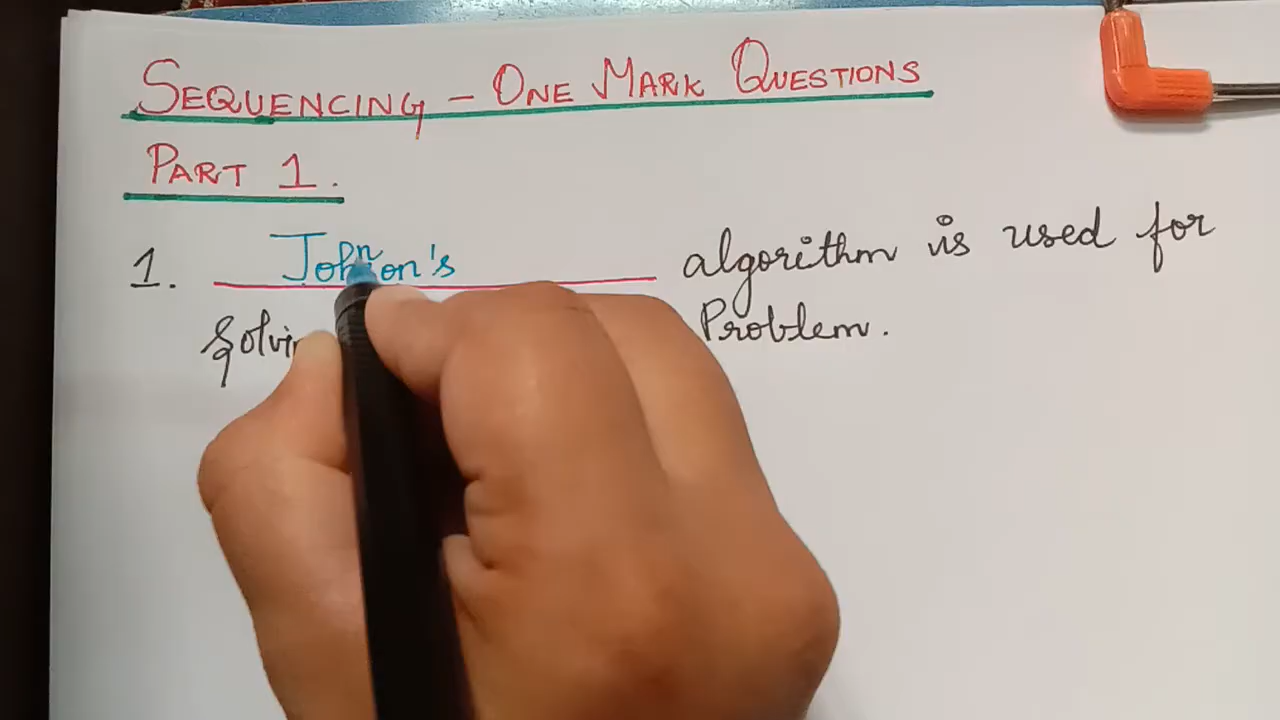 SEQUENCING - ONE MARK QUESTIONS
PART 1.
1. Johnson's algorithm is used for
Problem.